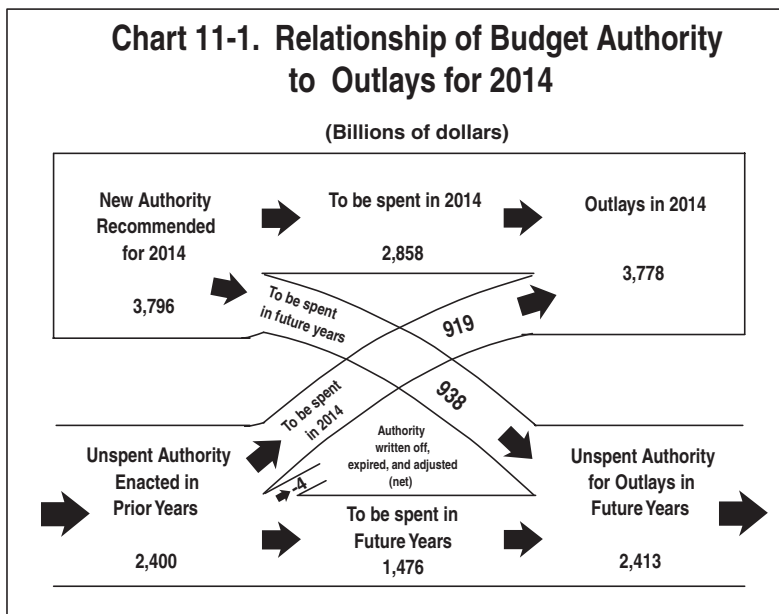 Chart 11-1. Relationship of Budget Authority
to Outlays for 2014
(Billions of dollars)
New Authority
Recommended
for 2014
3,796
To be spent in 2014
2,858
Outlays in 2014
3,778
To be spent
in future years
919
To be spent
in 2014
938
Authority
written off,
expired, and adjusted
(net)
-4
Unspent Authority
Enacted in
Prior Years
2,400
To be spent in
Future Years
1,476
Unspent Authority
for Outlays in
Future Years
2,413